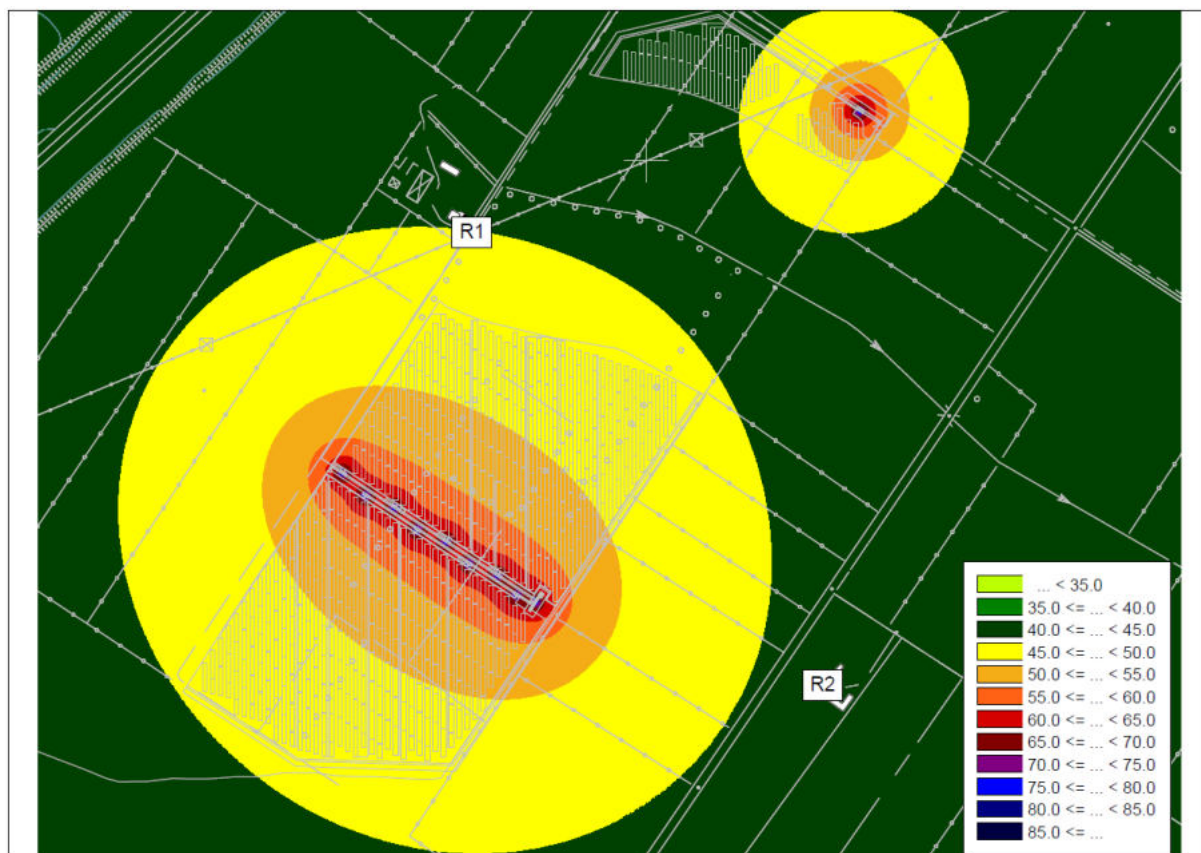 R1
R2
... < 35.0
35.0 <= ... < 40.0
40.0 <= ... < 45.0
45.0 <= ... < 50.0
50.0 <= ... < 55.0
55.0 <= ... < 60.0
60.0 <= ... < 65.0
65.0 <= ... < 70.0
70.0 <= ... < 75.0
75.0 <= ... < 80.0
80.0 <= ... < 85.0
85.0 <= ...